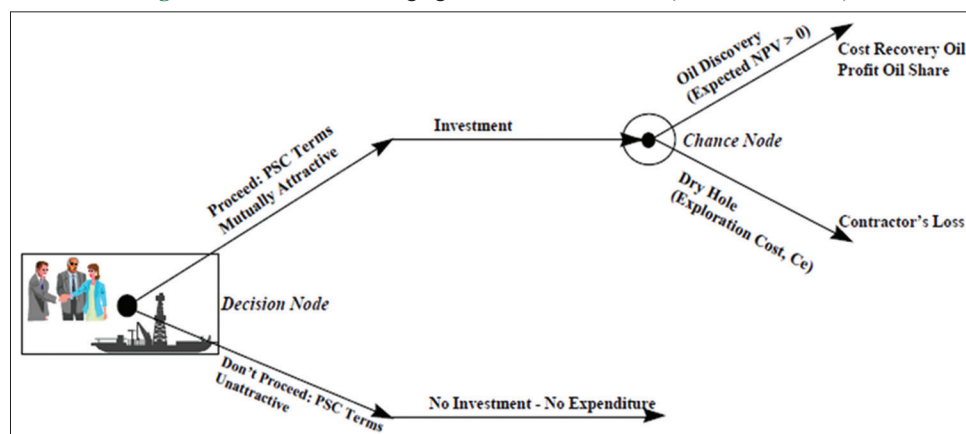 Oil Discovery
(Expected NPV > 0)
Cost Recovery Oil
Profit Oil Share
Proceed: PSC Terms
Mutually Attractive
Investment
Chance Node
Dry Hole
(Exploration Cost, Ce)
Contractor's Loss
Decision Node
Don't Proceed: PSC Terms
Unattractive
No Investment - No Expenditure